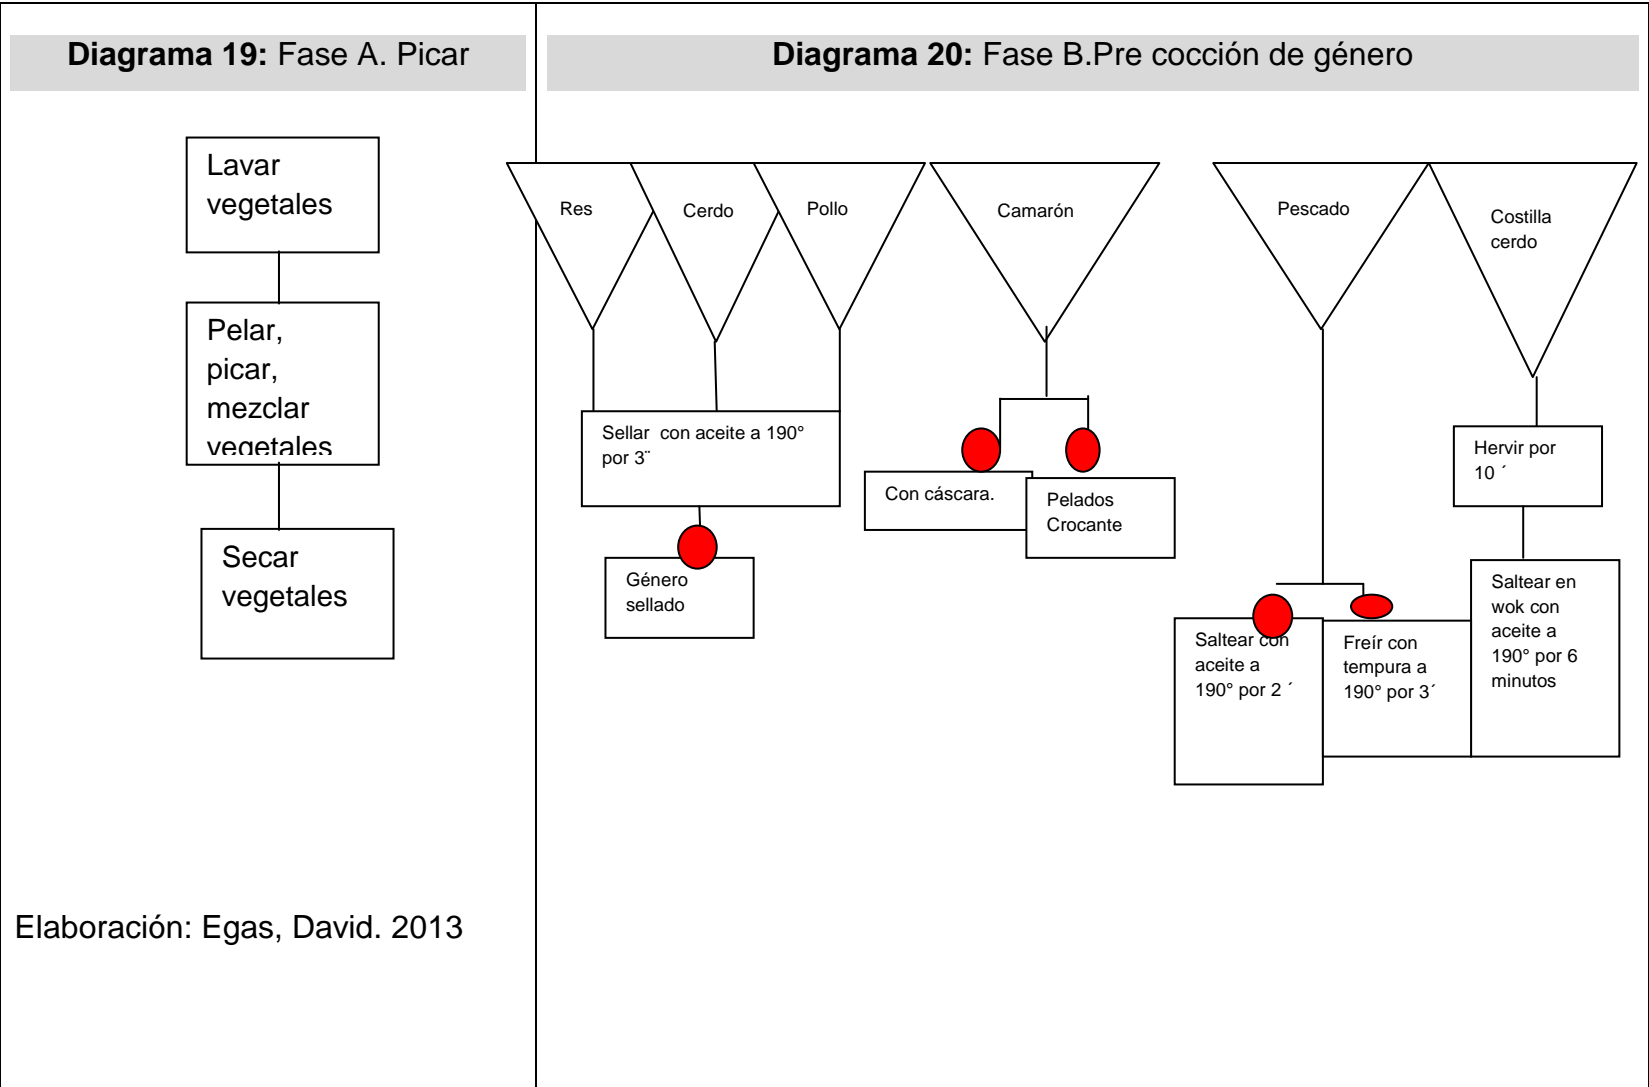 Diagrama 19: Fase A. Picar
Lavar
vegetales
Pelar,
picar,
mezclar
vegetales
Secar
vegetales
Elaboración: Egas, David. 2013
Diagrama 20: Fase B.Pre cocción de género
Res
Cerdo
Pollo
Camarón
Pescado
Costilla
cerdo
Sellar con aceite a 190°
por 3¨
Género
sellado
Con cáscara.
Pelados
Crocante
Saltear con
aceite a
190° por 2 ´
Freír con
tempura a
190° por 3´
Hervir por
10 ´
Saltear en
wok con
aceite a
190° por 6
minutos